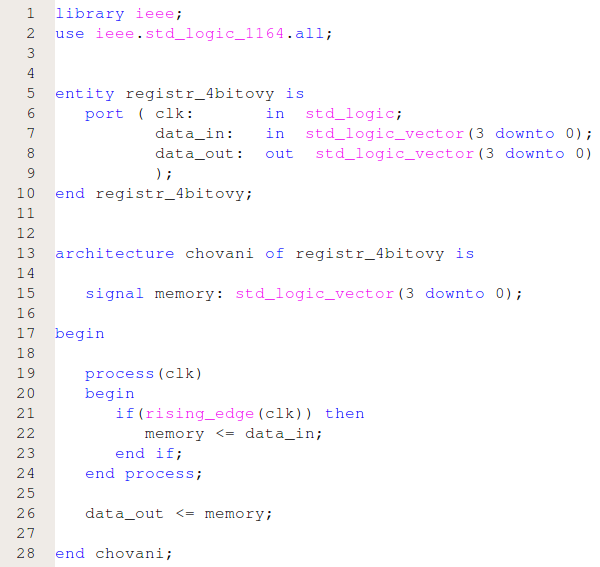 1 library ieee;
2 use ieee.std_logic_1164.all;
3
4
5 entity registr_4bitovy is
6 port ( clk: in std_logic;
7 data_in: in std_logic_vector(3 downto 0);
8 data_out: out std_logic_vector(3 downto 0)
9 );
10 end registr_4bitovy;
11
12
13 architecture chovani of registr_4bitovy is
14
15 signal memory: std_logic_vector(3 downto 0);
16
17 begin
18
19 process(clk)
20 begin
21 if(rising_edge(clk)) then
22 memory <= data_in;
23 end if;
24 end process;
25
26 data_out <= memory;
27
28 end chovani;